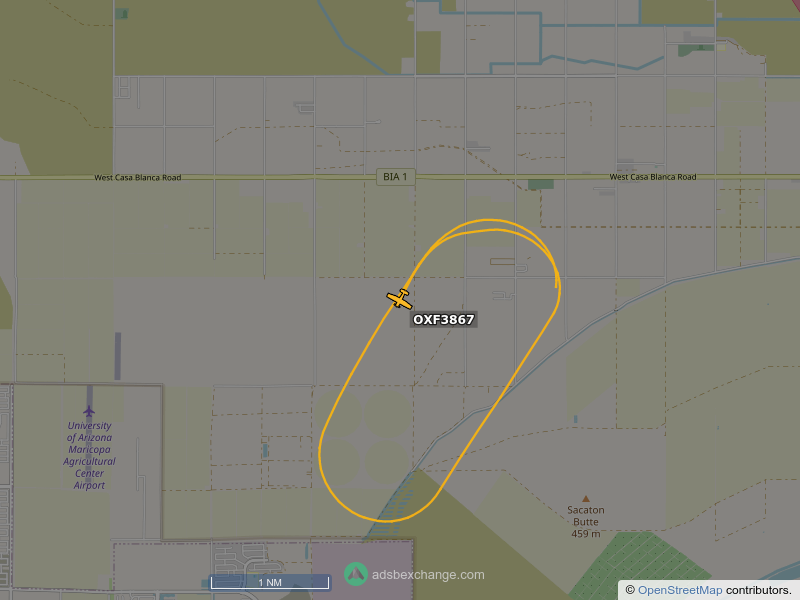 West Casa Blanca Road
BIA 1
West Casa Blanca Road
OXF3867
University
of Arizona
Maricopa
Agricultural
Center
Airport
Sacaton
Butte
459 m
1 NM
adsbexchange.com
© OpenStreetMap contributors.